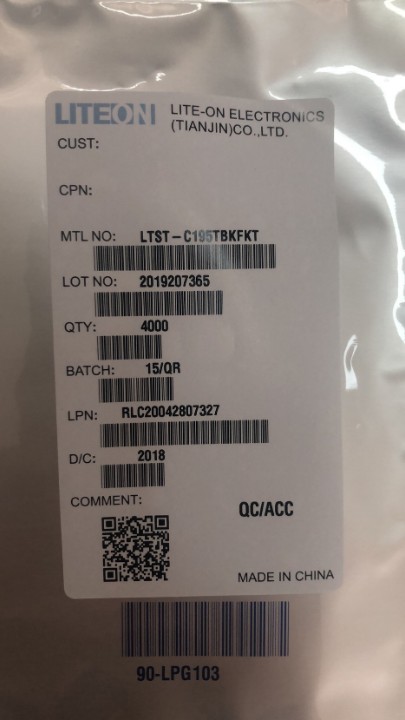 LITEON LITE-ON ELECTRONICS
(TIANJIN)CO.,LTD.
CUST:
CPN:
MTL NO: LTST-C195TBKFKT
LOT NO: 2019207365
QTY: 4000
BATCH: 15/QR
LPN: RLC20042807327
D/C: 2018
COMMENT:
QC/ACC
MADE IN CHINA
90-LPG103